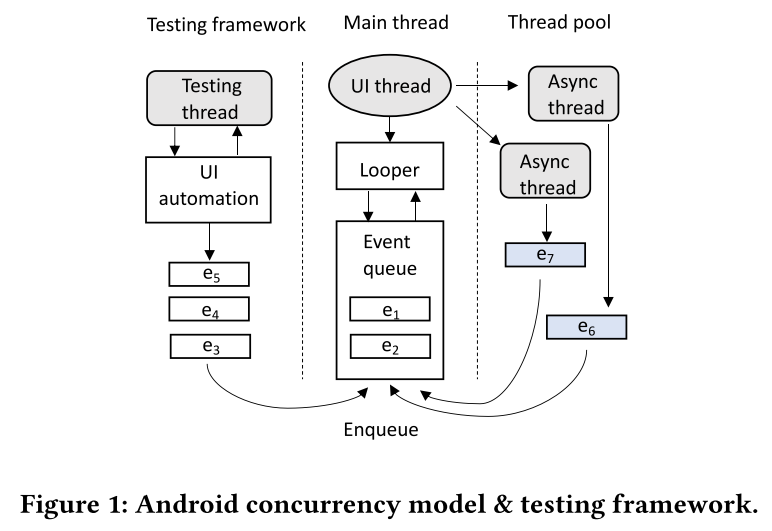 Testing framework
Main thread
Thread pool
Testing
thread
UI
automation
e5
e4
e3
UI thread
Looper
Event
queue
e1
e2
Async
thread
Async
thread
e7
e6
Enqueue
Figure 1: Android concurrency model & testing framework.